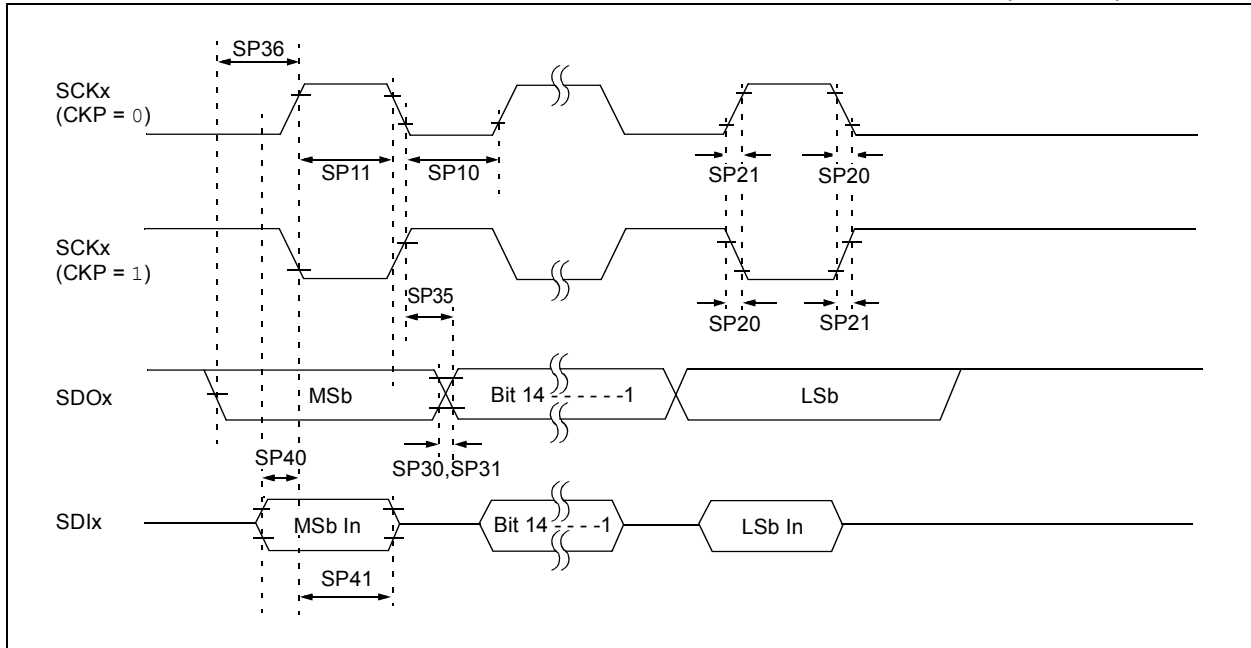 SP36
SCKx
(CKP = 0)
SP11
SP10
SP21
SP20
SCKx
(CKP = 1)
SP35
SP20
SP21
SDOx
MSb
Bit 14 - - - - - -1
LSb
SP40
SP30,SP31
SDIx
MSb In
Bit 14 - - - -1
LSb In
SP41